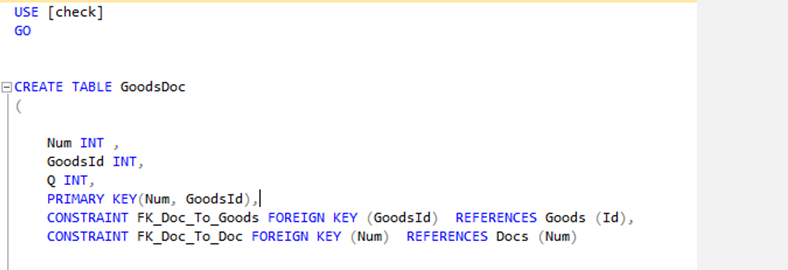 USE [check]
GO
CREATE TABLE GoodsDoc
(
Num INT ,
GoodsId INT,
Q INT,
PRIMARY KEY(Num, GoodsId),
CONSTRAINT FK_Doc_To_Goods FOREIGN KEY (GoodsId)  REFERENCES Goods (Id),
CONSTRAINT FK_Doc_To_Doc FOREIGN KEY (Num)  REFERENCES Docs (Num)